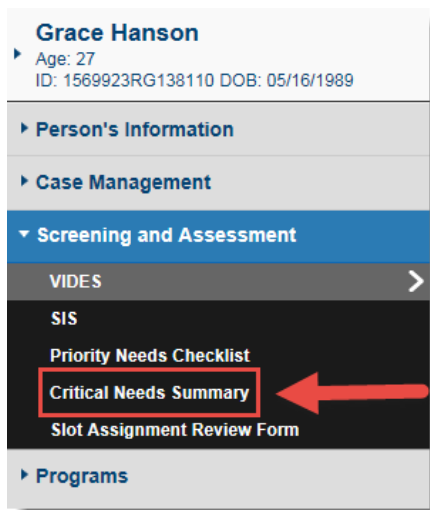 Grace Hanson
Age: 27
ID: 1569923RG138110 DOB: 05/16/1989
Person's Information
Case Management
Screening and Assessment
VIDES
SIS
Priority Needs Checklist
Critical Needs Summary
Slot Assignment Review Form
Programs